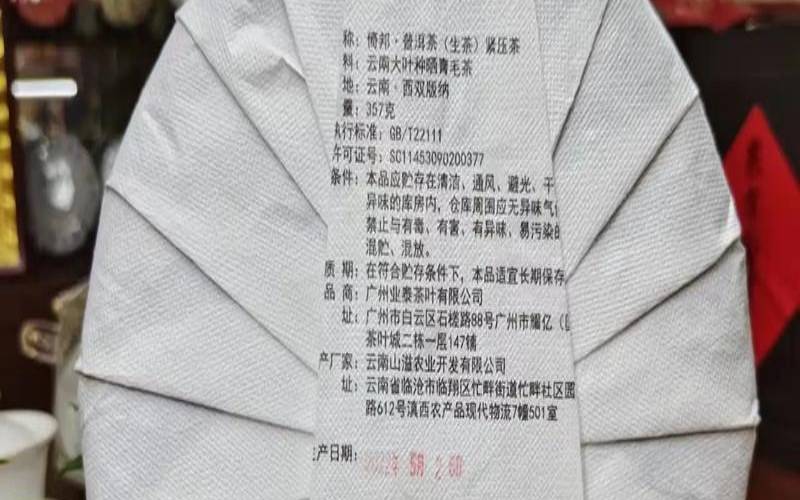 称：倚邦·普洱茶（生茶）紧压茶
料：云南大叶种晒青毛茶
地：云南·西双版纳
量：357克
执行标准：GB/T22111
许可证号：SC11453090200377
条件：本品应贮存在清洁、通风、避光、干
异味的库房内，仓库周围应无异味气
禁止与有毒、有害、有异味、易污染的
混贮、混放。
质期：在符合贮存条件下，本品适宜长期保存
品商：广州业泰茶叶有限公司
址：广州市白云区石槎路88号广州市耀亿（
茶叶城二栋一层147铺
产厂家：云南山滋农业开发有限公司
址：云南省临沧市临翔区忙畔街道忙畔社区园
路612号滇西农产品现代物流7幢501室
生产日期：